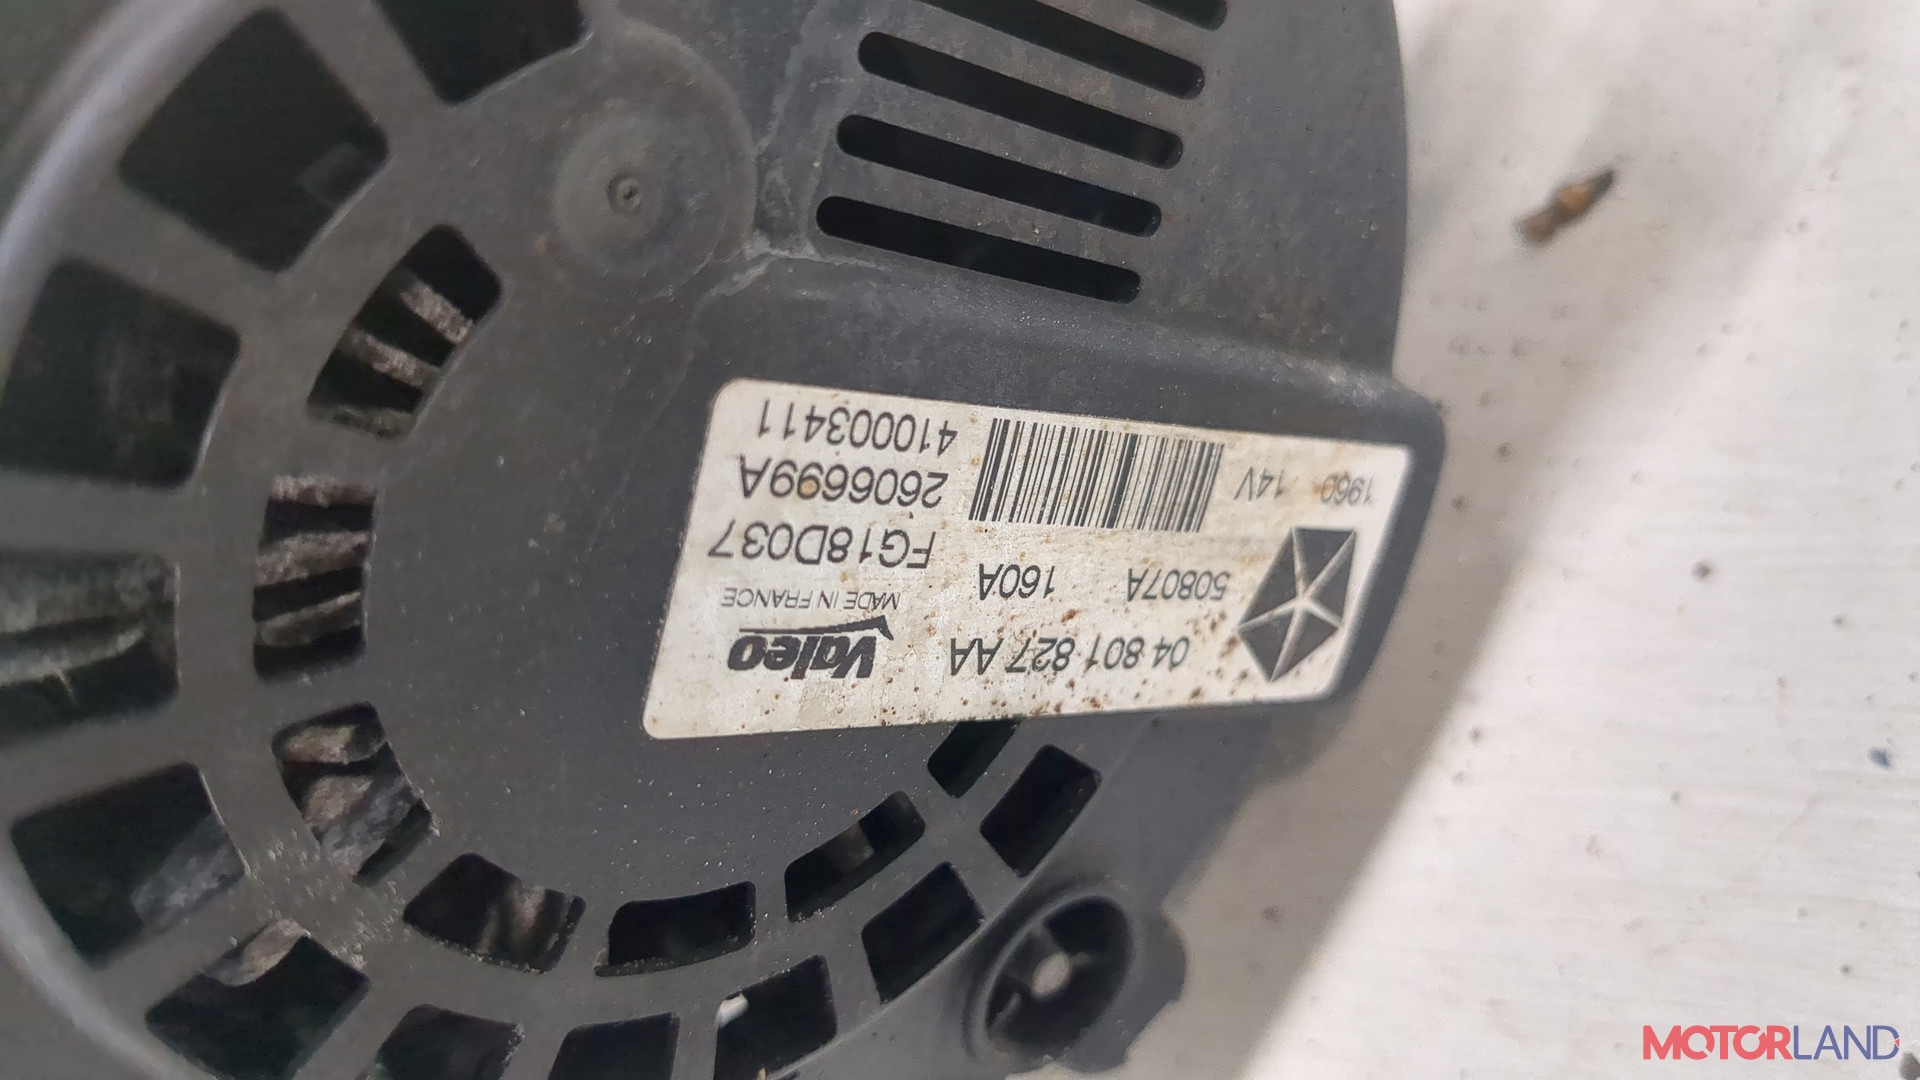 04 801 827 AA Valeo
MADE IN FRANCE
50807A 160A FG18D037
2606699A
1960 14V 410003411
MOTORLAND